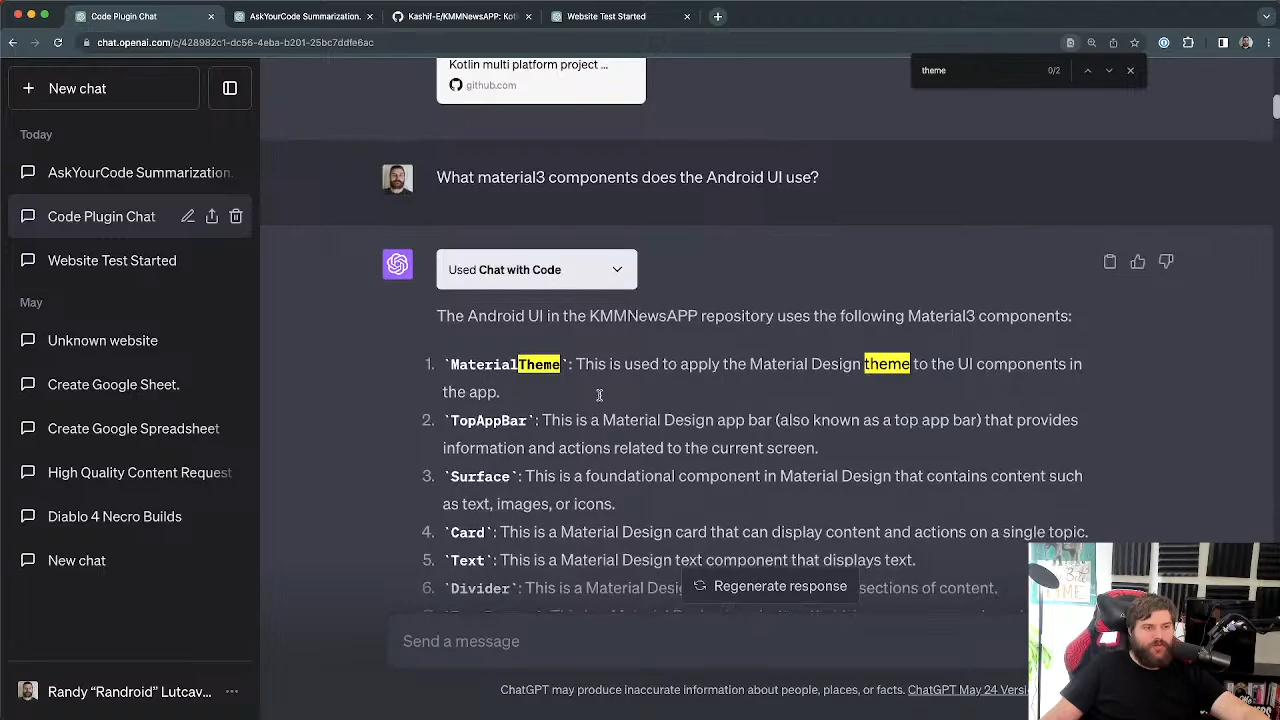 Code Plugin Chat
AskYourCode Summarization.
Kashif-E/KMMNewsAPP: Kotl
Website Test Started
chat.openai.com/c/428982c1-dc56-4eba-b201-25bc7ddfe6ac
theme
0/2
New chat
Today
AskYourCode Summarization.
Code Plugin Chat
Website Test Started
May
Unknown website
Create Google Sheet.
Create Google Spreadsheet
High Quality Content Request
Diablo 4 Necro Builds
New chat
Randy “Randroid” Lutcav...
Kotlin multi platform project ...
github.com
What material3 components does the Android UI use?
Used Chat with Code
The Android UI in the KMMNewsAPP repository uses the following Material3 components:
1. `MaterialTheme`: This is used to apply the Material Design theme to the UI components in
the app.
2. `TopAppBar`: This is a Material Design app bar (also known as a top app bar) that provides
information and actions related to the current screen.
3. `Surface`: This is a foundational component in Material Design that contains content such
as text, images, or icons.
4. `Card`: This is a Material Design card that can display content and actions on a single topic.
5. `Text`: This is a Material Design text component that displays text.
6. `Divider`: This is a Material Desig
sections of content.
Regenerate response
Send a message
ChatGPT may produce inaccurate information about people, places, or facts. ChatGPT May 24 Versi